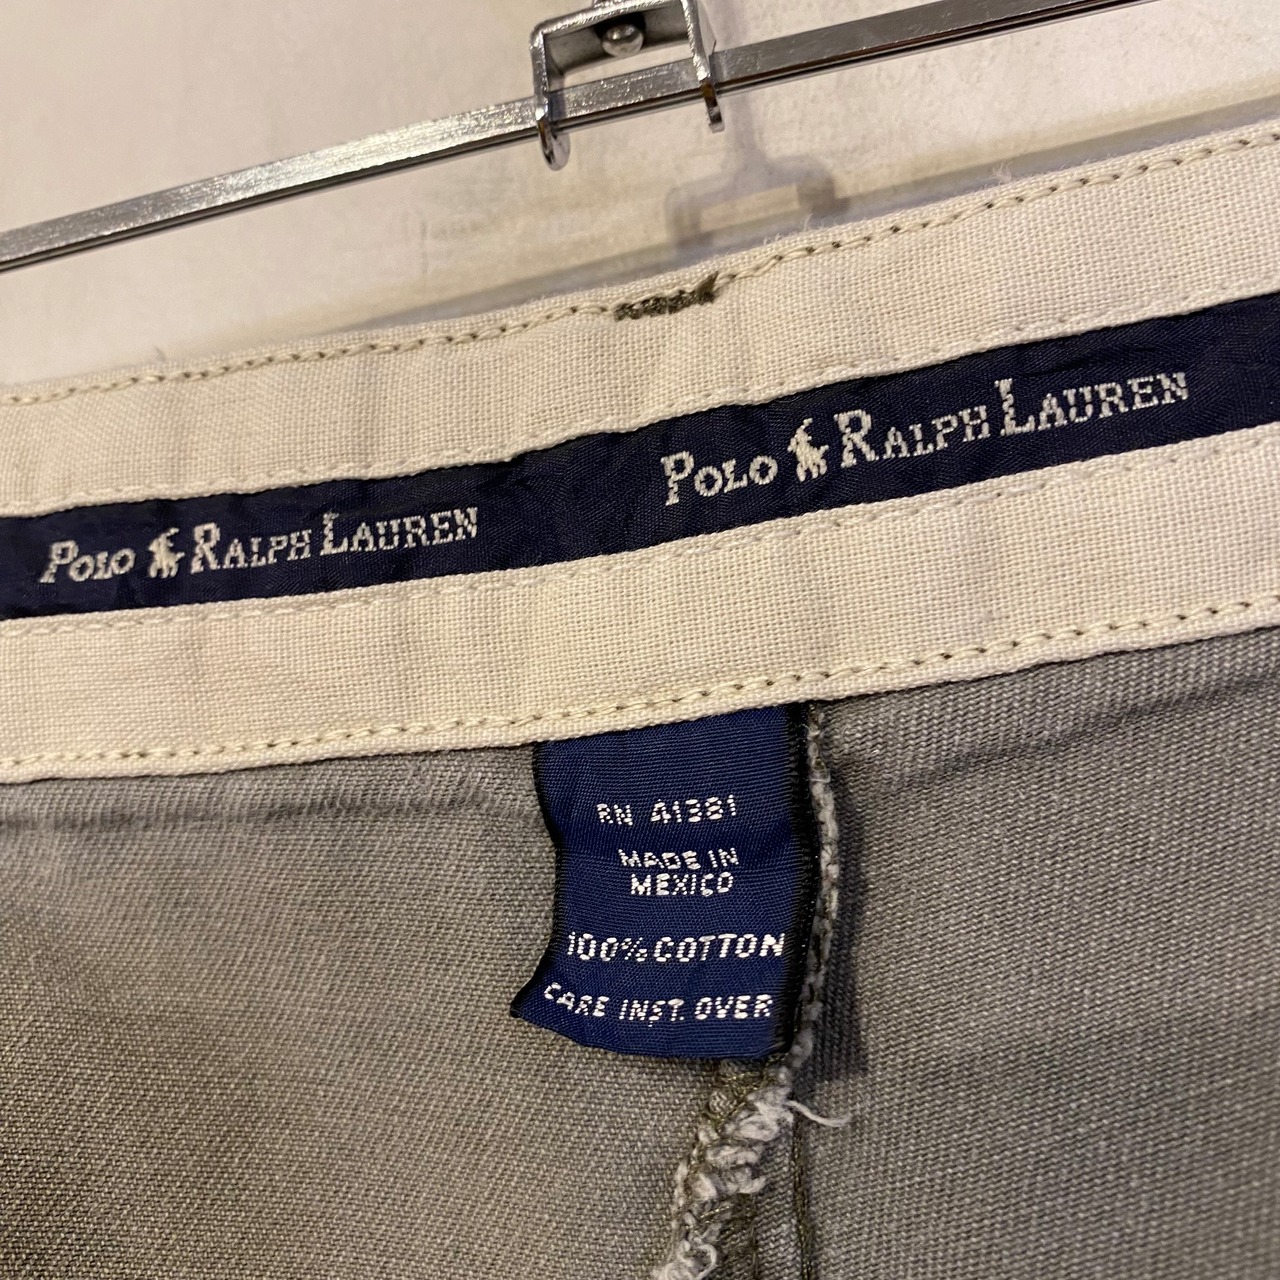 POLO RALPH LAUREN
POLO RALPH LAUREN
RN 41381
MADE IN
MEXICO
100% COTTON
CARE INST. OVER